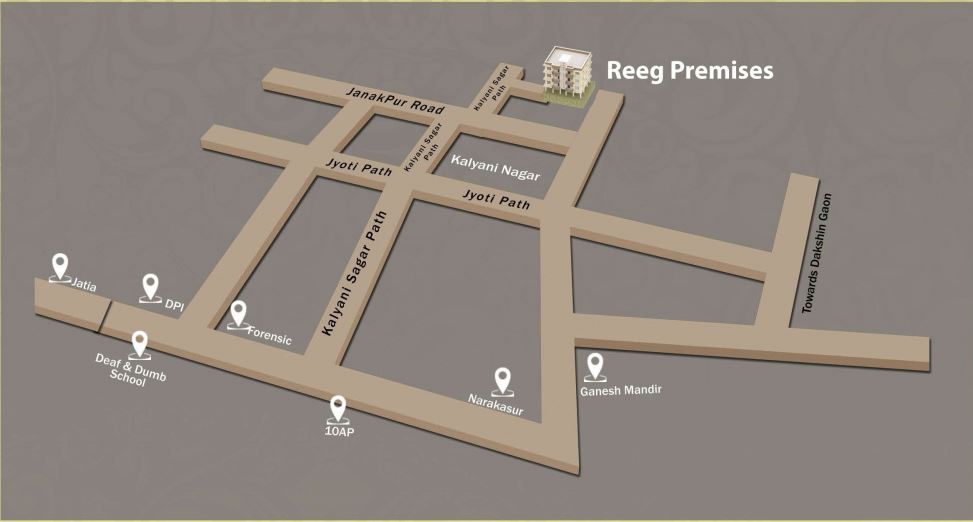 Reeg Premises
Kalyani Sagar
Path
JanakPur Road
Kalyani Sagar
Path
Kalyani Nagar
Jyoti Path
Jyoti Path
Kalyani Sagar Path
Towards Dakshin Gaon
Jatia
DPI
Forensic
Deaf & Dumb
School
10AP
Narakasur
Ganesh Mandir